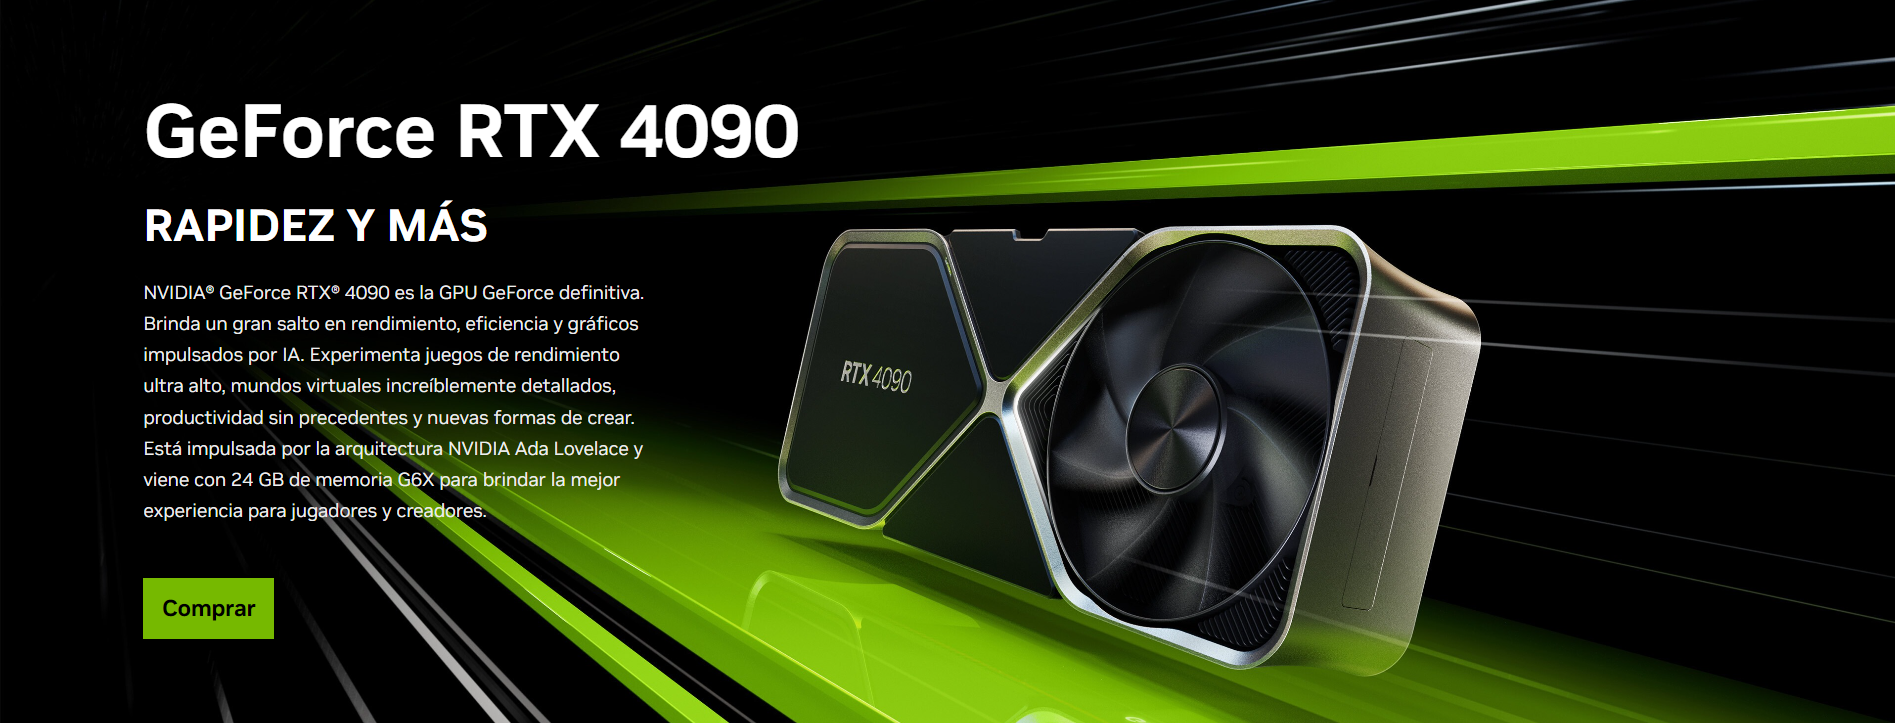 GeForce RTX 4090
RAPIDEZ Y MÁS
NVIDIA® GeForce RTX® 4090 es la GPU GeForce definitiva.
Brinda un gran salto en rendimiento, eficiencia y gráficos
impulsados por IA. Experimenta juegos de rendimiento
ultra alto, mundos virtuales increíblemente detallados,
productividad sin precedentes y nuevas formas de crear.
Está impulsada por la arquitectura NVIDIA Ada Lovelace y
viene con 24 GB de memoria G6X para brindar la mejor
experiencia para jugadores y creadores.
Comprar
RTX 4090